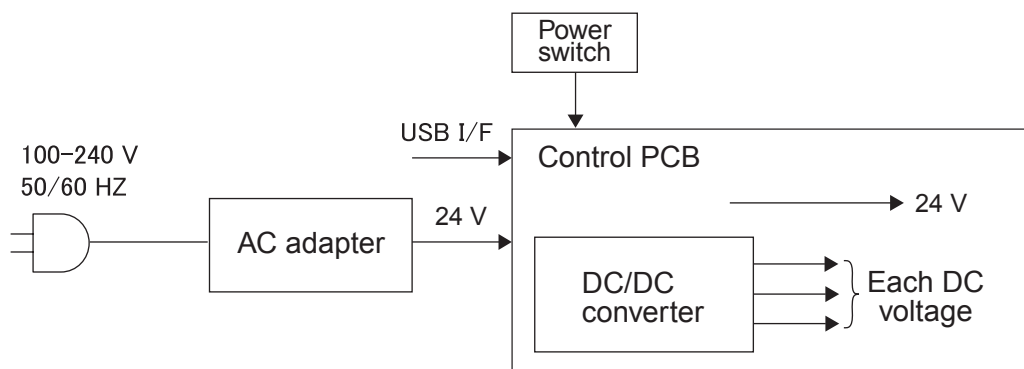 Power
switch
USB I/F
100-240 V
50/60 HZ
Control PCB
24 V
24 V
AC adapter
DC/DC
converter
Each DC
voltage